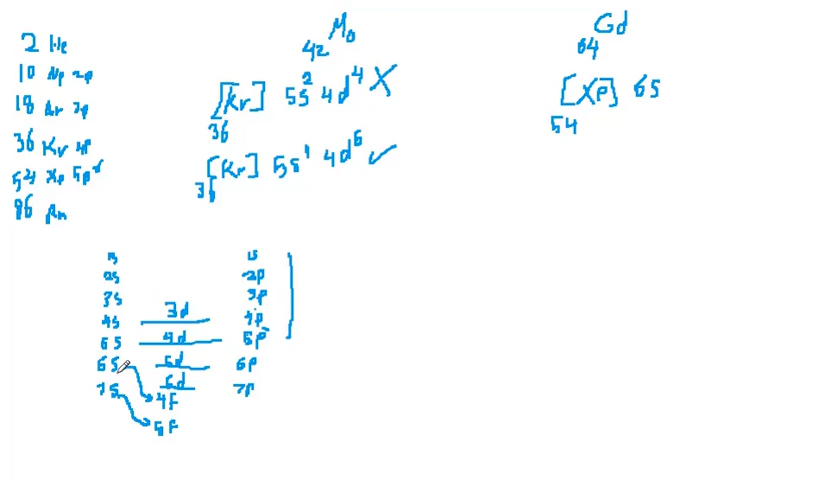 2 He
10 Ne 2p
18 Ar 3p
36 Kr 4p
54 Xe 5p⁶
86 Rn
42 Mo
[Kr] 5s² 4d⁴ X
36
[Kr] 5s¹ 4d⁵ ✓
36
64 Gd
[Xe] 6s
54
1s 1s
2s 2p
3s 3p
4s 3d 4p
5s 4d 5p
6s 5d 6p
7s 6d 7p
4f
5f